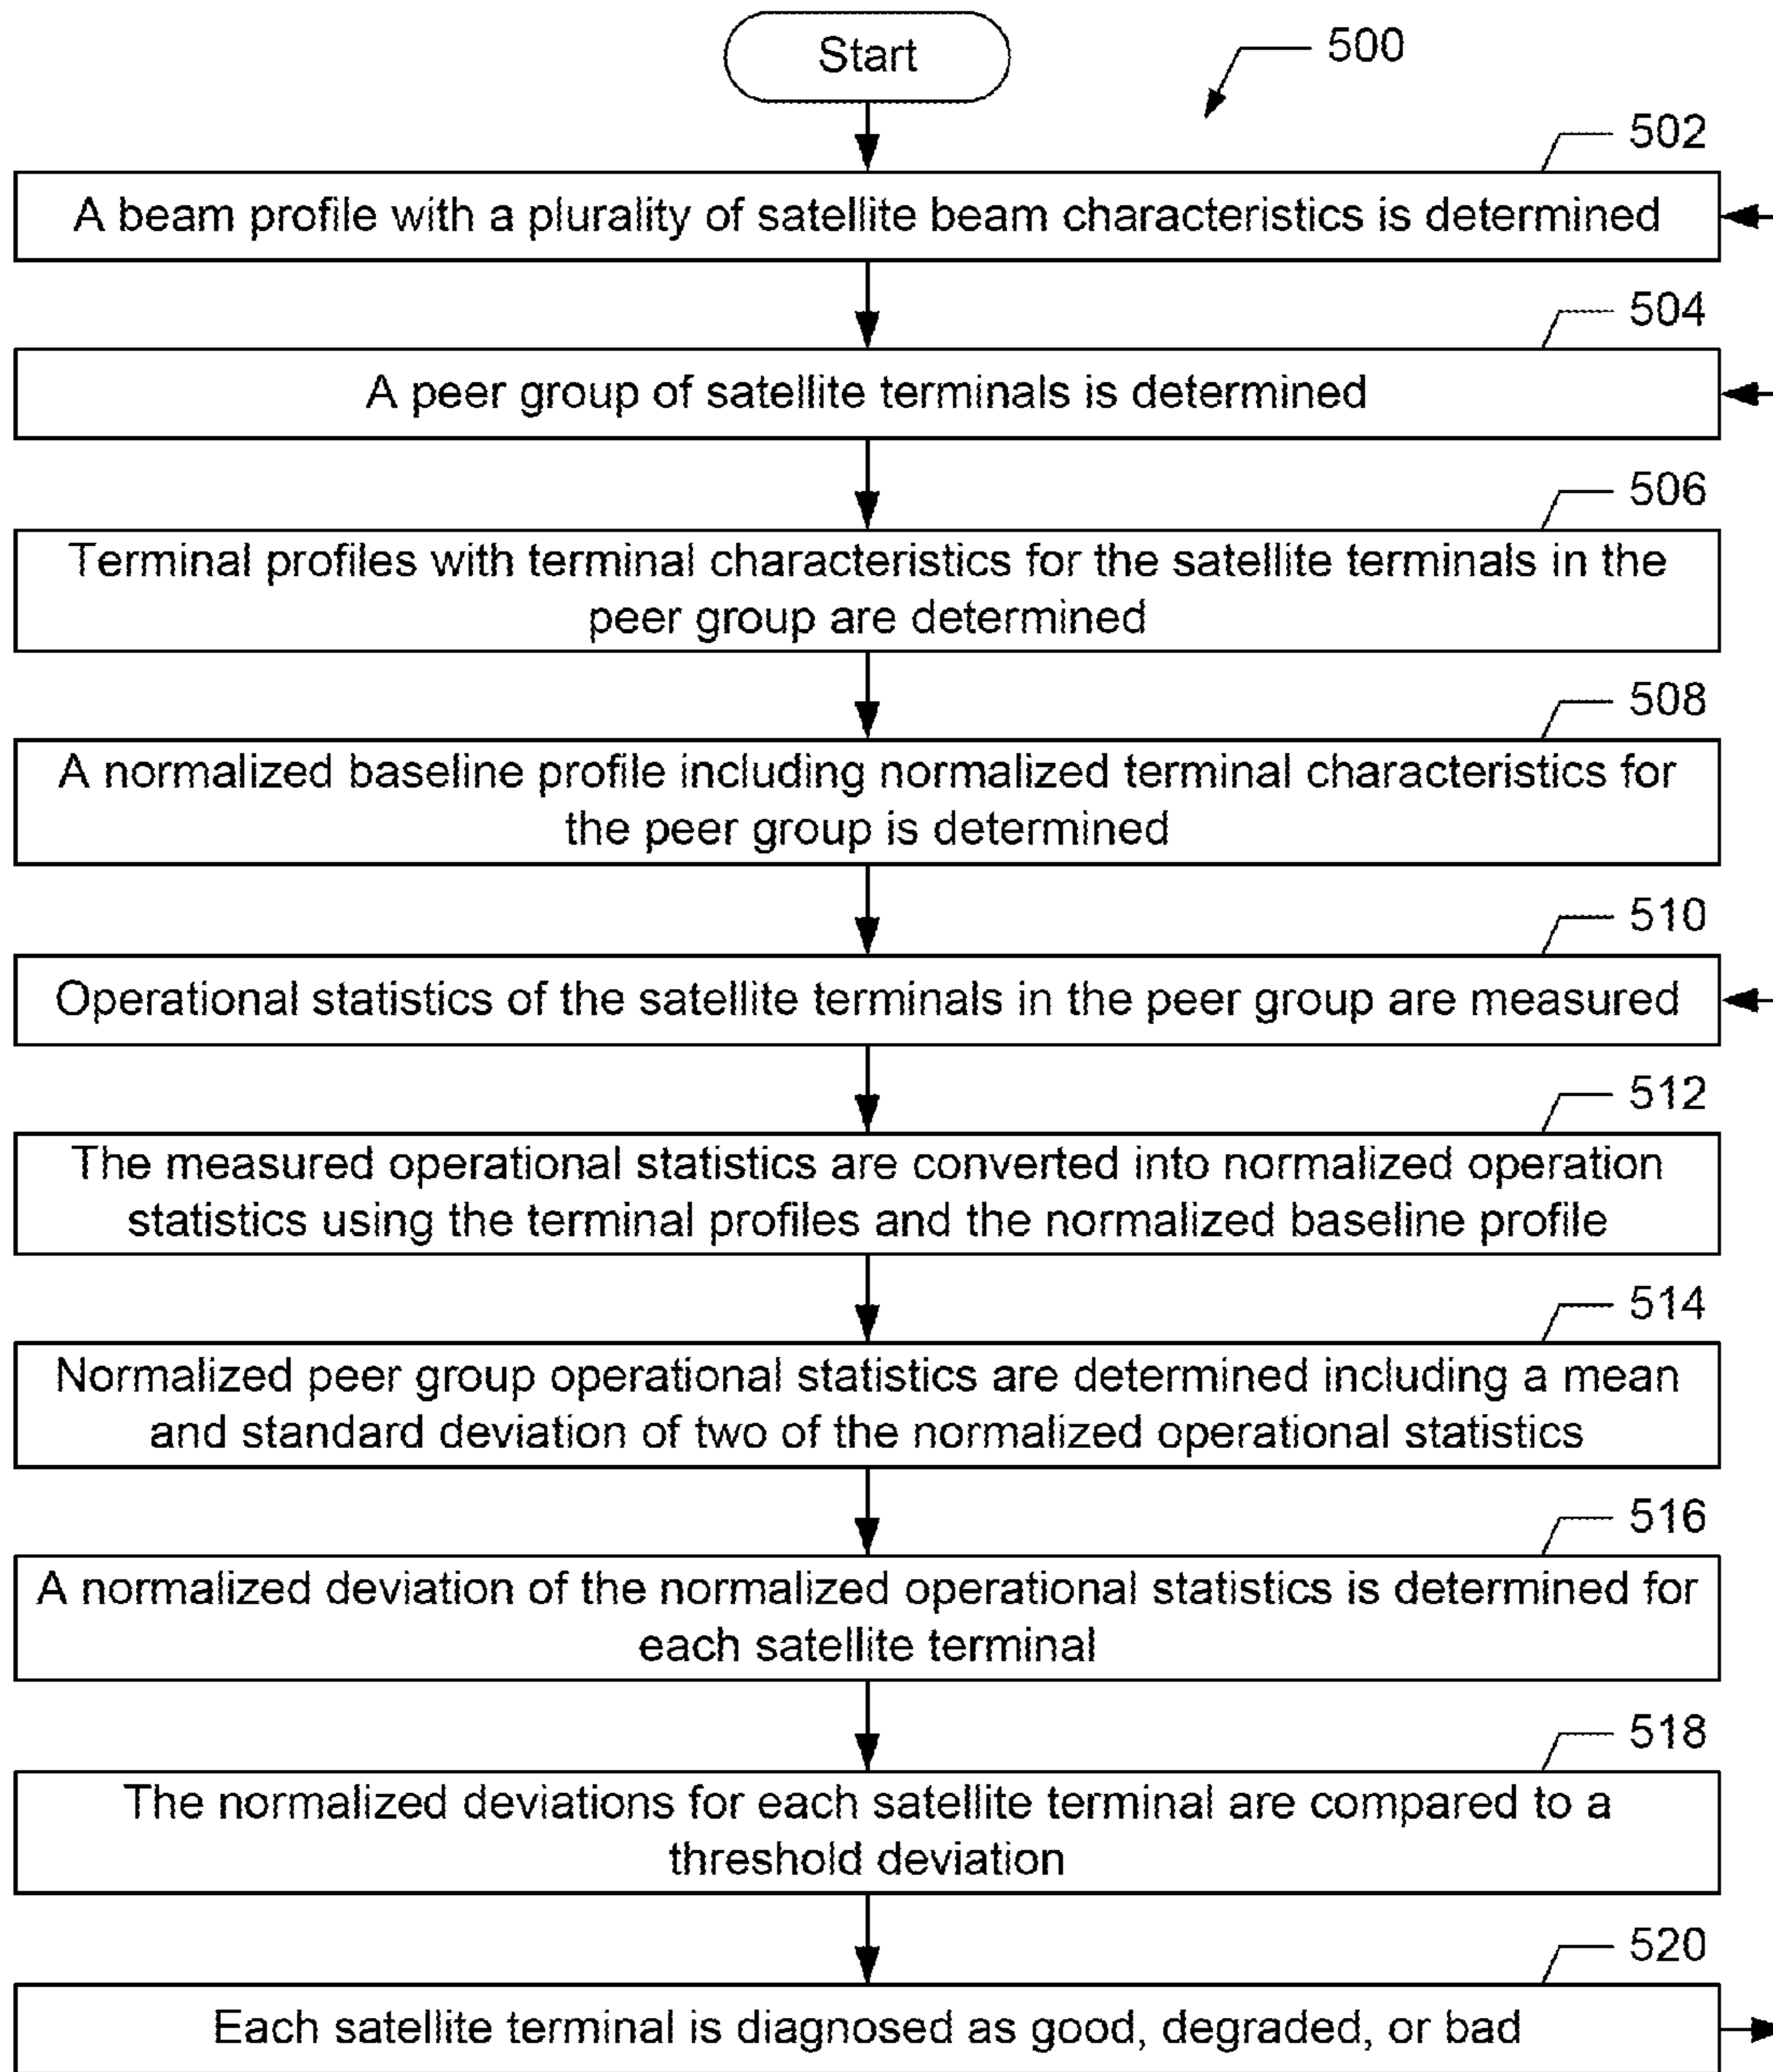 Start
500
502
A beam profile with a plurality of satellite beam characteristics is determined
504
A peer group of satellite terminals is determined
506
Terminal profiles with terminal characteristics for the satellite terminals in the
peer group are determined
508
A normalized baseline profile including normalized terminal characteristics for
the peer group is determined
510
Operational statistics of the satellite terminals in the peer group are measured
512
The measured operational statistics are converted into normalized operation
statistics using the terminal profiles and the normalized baseline profile
514
Normalized peer group operational statistics are determined including a mean
and standard deviation of two of the normalized operational statistics
516
A normalized deviation of the normalized operational statistics is determined for
each satellite terminal
518
The normalized deviations for each satellite terminal are compared to a
threshold deviation
520
Each satellite terminal is diagnosed as good, degraded, or bad